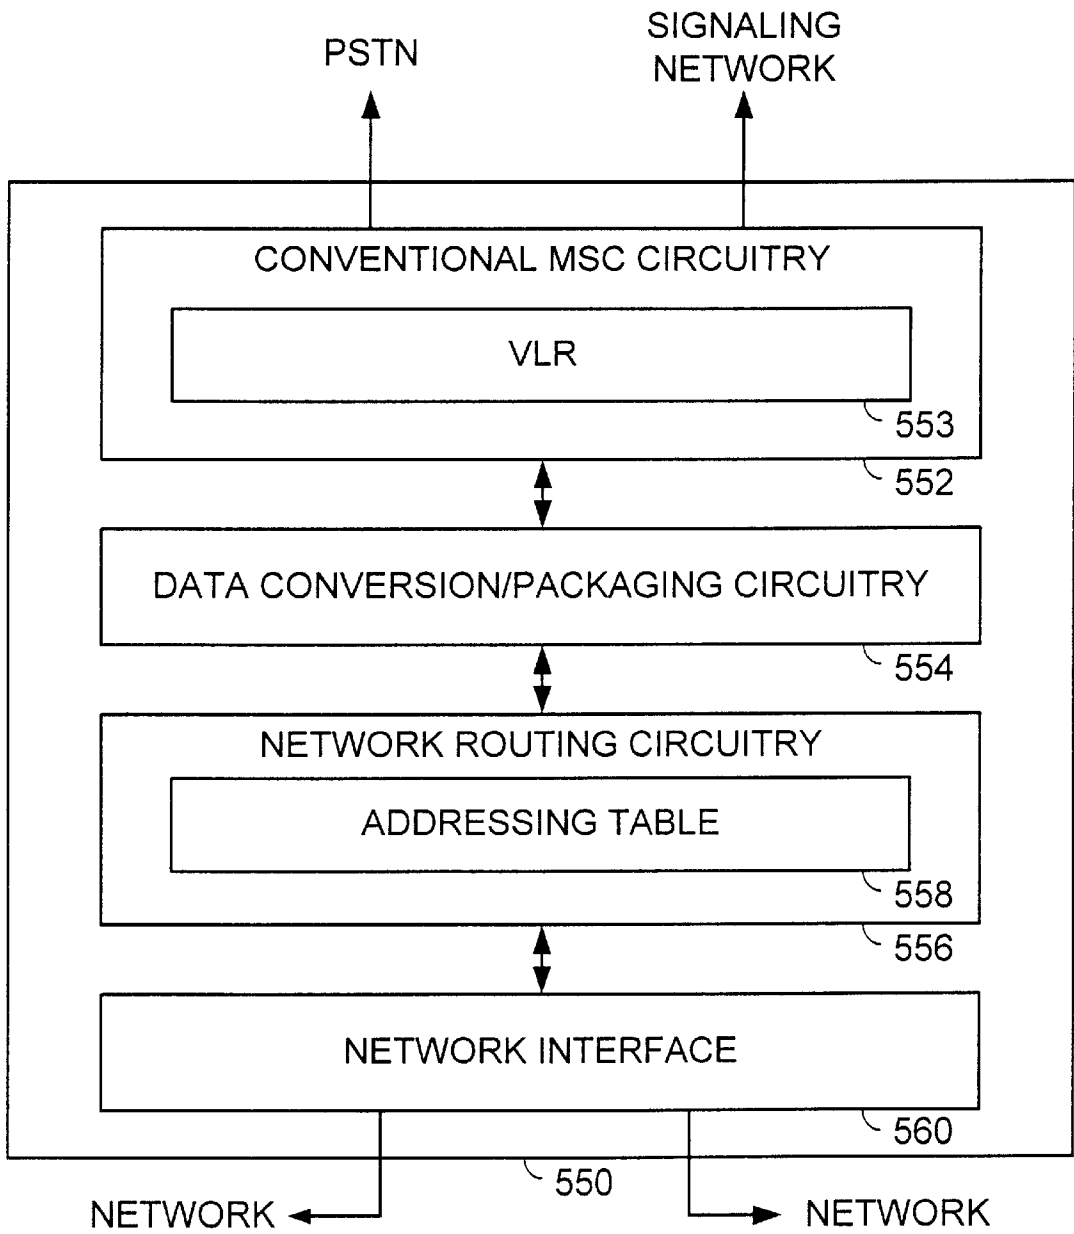 PSTN
SIGNALING
NETWORK
CONVENTIONAL MSC CIRCUITRY
VLR
553
552
DATA CONVERSION/PACKAGING CIRCUITRY
554
NETWORK ROUTING CIRCUITRY
ADDRESSING TABLE
558
556
NETWORK INTERFACE
560
550
NETWORK
NETWORK